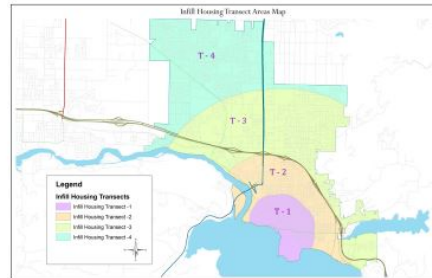 Infill Housing Transect Areas Map
T - 4
T - 3
T - 2
T - 1
Legend
Infill Housing Transects
Infill Housing Transect -1
Infill Housing Transect -2
Infill Housing Transect -3
Infill Housing Transect -4